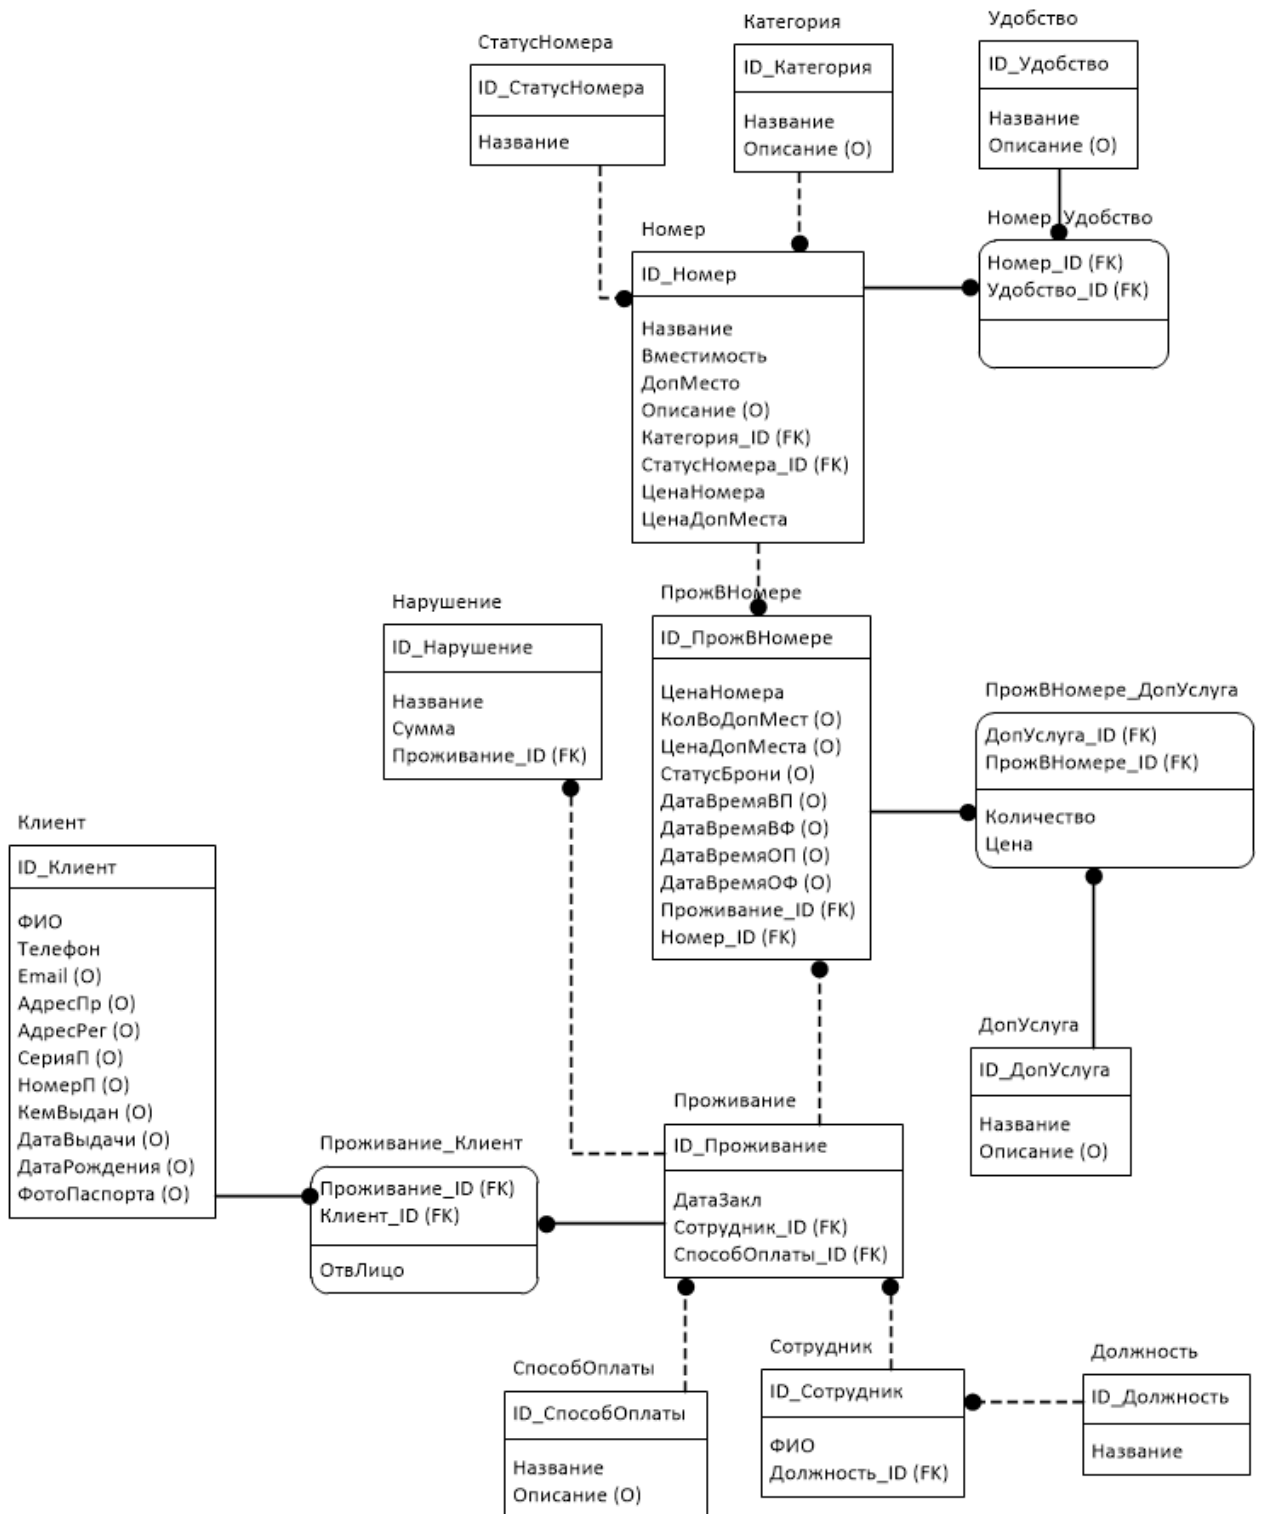 СтатусНомера
ID_СтатусНомера
Название
Категория
ID_Категория
Название
Описание (О)
Удобство
ID_Удобство
Название
Описание (О)
Номер_Удобство
Номер_ID (FK)
Удобство_ID (FK)
Номер
ID_Номер
Название
Вместимость
ДопМесто
Описание (О)
Категория_ID (FK)
СтатусНомера_ID (FK)
ЦенаНомера
ЦенаДопМеста
Нарушение
ID_Нарушение
Название
Сумма
Проживание_ID (FK)
ПрожВНомере
ID_ПрожВНомере
ЦенаНомера
КолВоДопМест (О)
ЦенаДопМеста (О)
СтатусБрони (О)
ДатаВремяВП (О)
ДатаВремяВФ (О)
ДатаВремяОП (О)
ДатаВремяОФ (О)
Проживание_ID (FK)
Номер_ID (FK)
ПрожВНомере_ДопУслуга
ДопУслуга_ID (FK)
ПрожВНомере_ID (FK)
Количество
Цена
Клиент
ID_Клиент
ФИО
Телефон
Email (О)
АдресПр (О)
АдресРег (О)
СерияП (О)
НомерП (О)
КемВыдан (О)
ДатаВыдачи (О)
ДатаРождения (О)
ФотоПаспорта (О)
ДопУслуга
ID_ДопУслуга
Название
Описание (О)
Проживание_Клиент
Проживание_ID (FK)
Клиент_ID (FK)
ОтвЛицо
Проживание
ID_Проживание
ДатаЗакл
Сотрудник_ID (FK)
СпособОплаты_ID (FK)
СпособОплаты
ID_СпособОплаты
Название
Описание (О)
Сотрудник
ID_Сотрудник
ФИО
Должность_ID (FK)
Должность
ID_Должность
Название